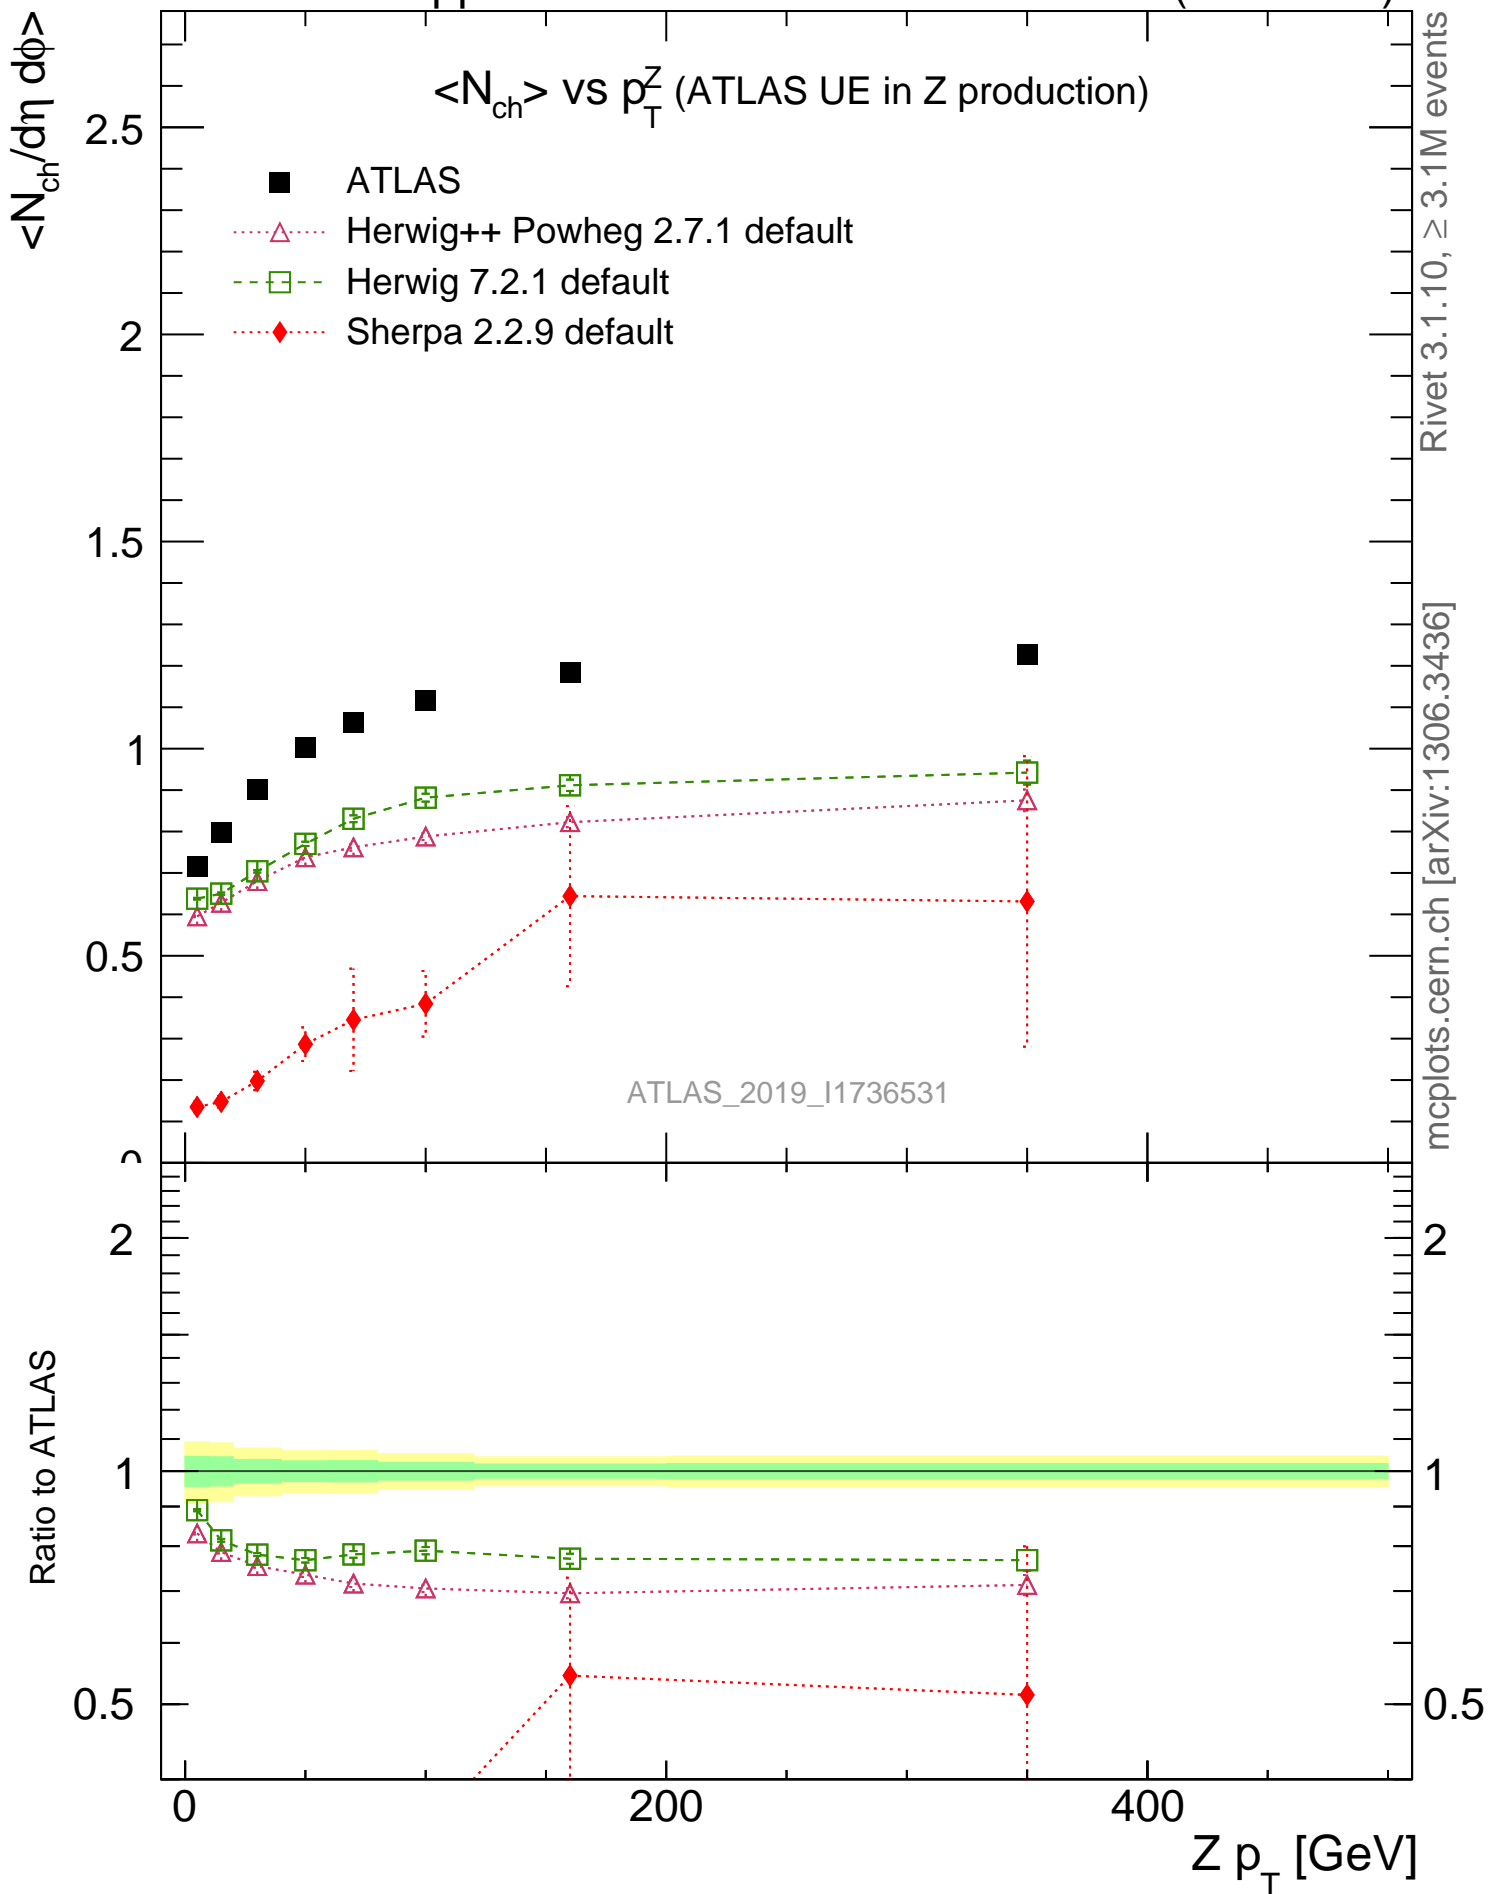 <N_ch> vs p_T^Z (ATLAS UE in Z production)
<N_ch/dη dϕ>
ATLAS
Herwig++ Powheg 2.7.1 default
Herwig 7.2.1 default
Sherpa 2.2.9 default
2.5
2
1.5
1
0.5
0
ATLAS_2019_I1736531
Rivet 3.1.10, ≥ 3.1M events
mcplots.cern.ch [arXiv:1306.3436]
Ratio to ATLAS
2
1
0.5
2
1
0.5
0
200
400
Z p_T [GeV]